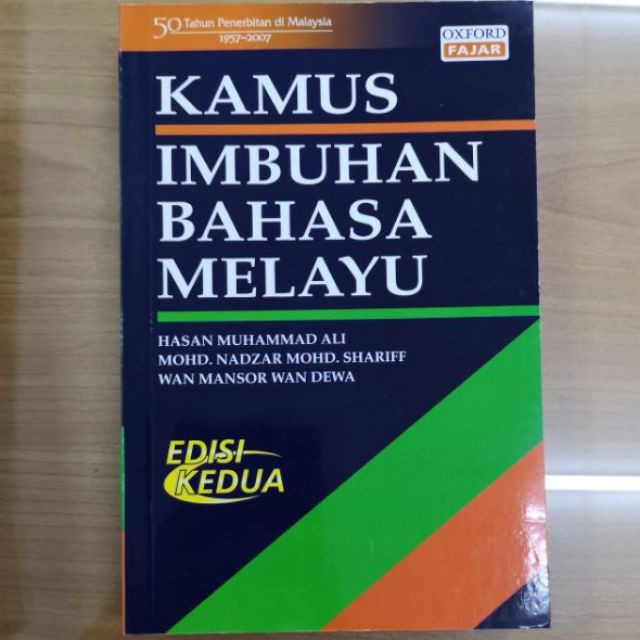 50 Tahun Penerbitan di Malaysia
1957–2007
OXFORD
FAJAR
KAMUS
IMBUHAN
BAHASA
MELAYU
HASAN MUHAMMAD ALI
MOHD. NADZAR MOHD. SHARIFF
WAN MANSOR WAN DEWA
EDISI
KEDUA